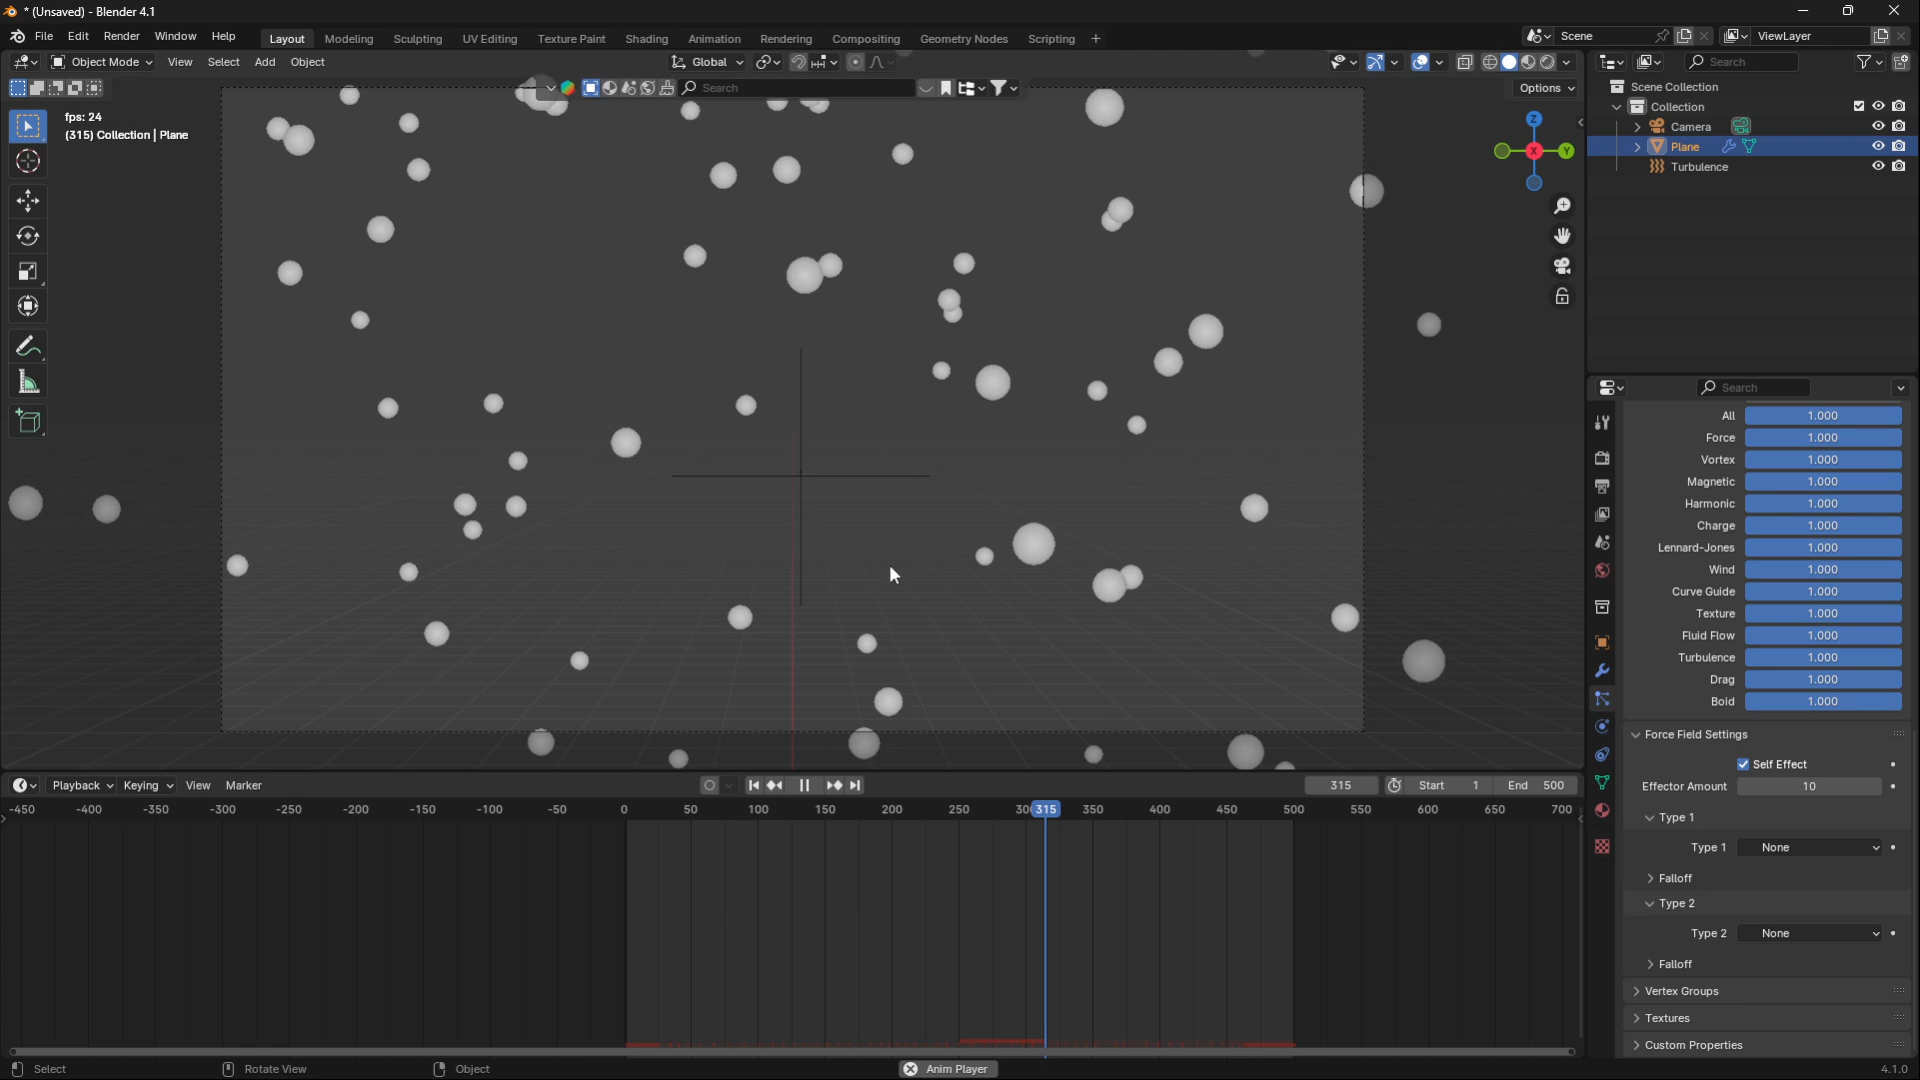 * (Unsaved) - Blender 4.1
File Edit Render Window Help
Layout Modeling Sculpting UV Editing Texture Paint Shading Animation Rendering Compositing Geometry Nodes Scripting +
Scene
ViewLayer
Object Mode View Select Add Object
Global
Search
Search
Options
fps: 24
(315) Collection | Plane
Z
X
Y
Scene Collection
Collection
Camera
Plane
Turbulence
Search
All 1.000
Force 1.000
Vortex 1.000
Magnetic 1.000
Harmonic 1.000
Charge 1.000
Lennard-Jones 1.000
Wind 1.000
Curve Guide 1.000
Texture 1.000
Fluid Flow 1.000
Turbulence 1.000
Drag 1.000
Boid 1.000
Force Field Settings
Self Effect
Effector Amount 10
Type 1
Type 1 None
Falloff
Type 2
Type 2 None
Falloff
Vertex Groups
Textures
Custom Properties
Playback Keying View Marker
315 Start 1 End 500
-450 -400 -350 -300 -250 -200 -150 -100 -50 0 50 100 150 200 250 30 315 350 400 450 500 550 600 650 700
Select Rotate View Object
Anim Player
4.1.0